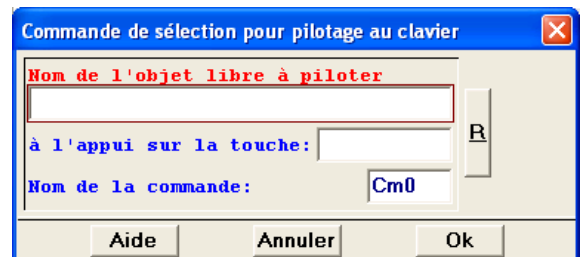 Commande de sélection pour pilotage au clavier
Nom de l'objet libre à piloter
à l'appui sur la touche:
R
Nom de la commande: Cm0
Aide Annuler Ok